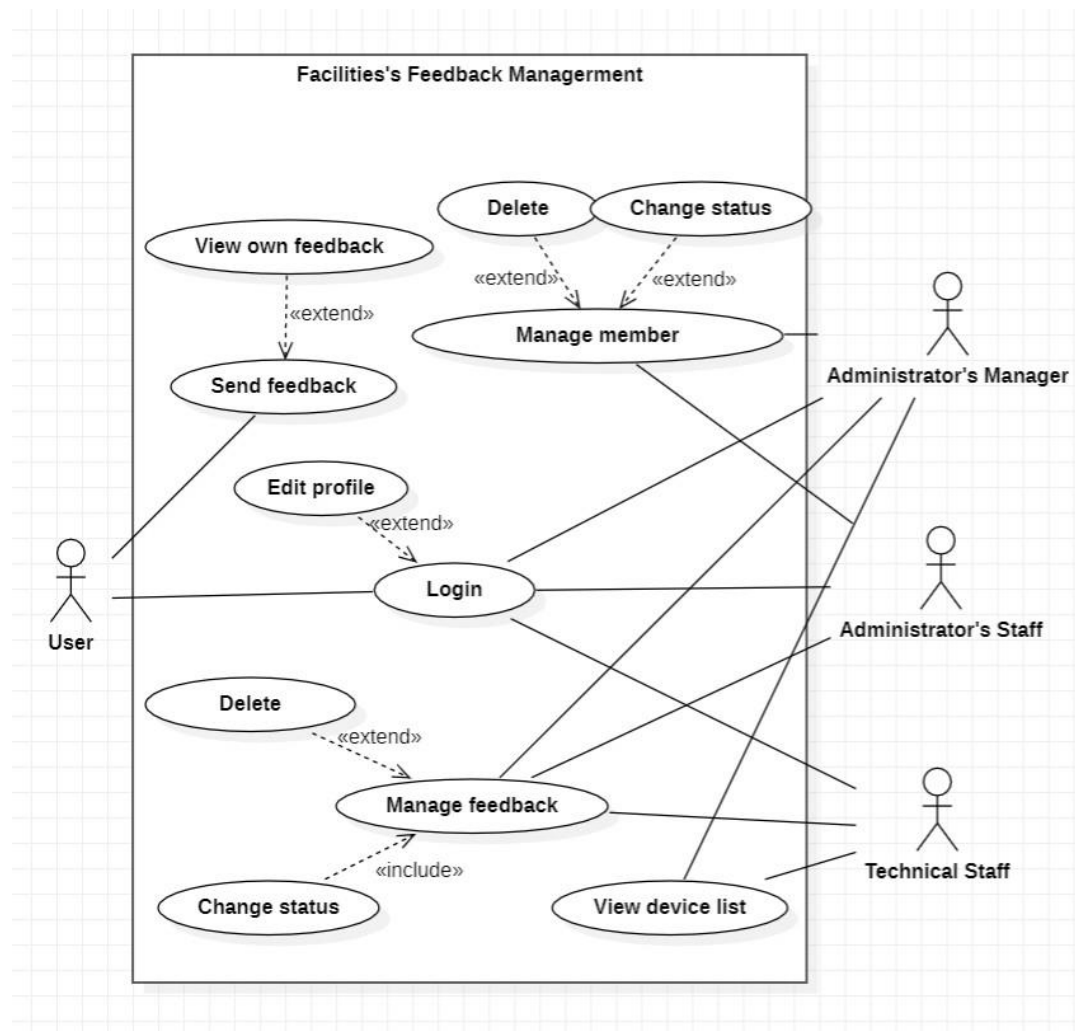 Facilities's Feedback Managerment
Delete
Change status
View own feedback
«extend»
«extend»
«extend»
Manage member
Administrator's Manager
Send feedback
Edit profile
«extend»
Login
User
Administrator's Staff
Delete
«extend»
Manage feedback
«include»
Technical Staff
Change status
View device list